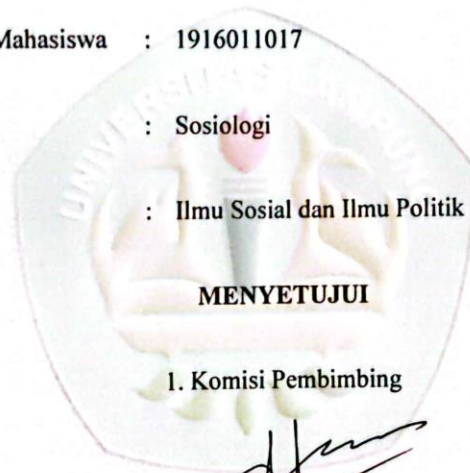 Mahasiswa : 1916011017
: Sosiologi
: Ilmu Sosial dan Ilmu Politik
MENYETUJUI
1. Komisi Pembimbing